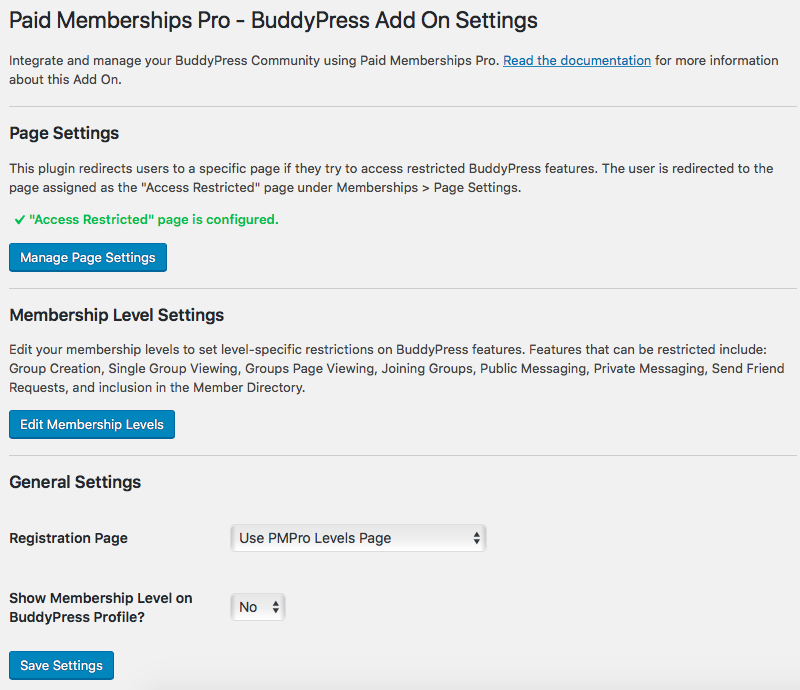 Paid Memberships Pro - BuddyPress Add On Settings
Integrate and manage your BuddyPress Community using Paid Memberships Pro. Read the documentation for more information
about this Add On.
Page Settings
This plugin redirects users to a specific page if they try to access restricted BuddyPress features. The user is redirected to the
page assigned as the "Access Restricted" page under Memberships > Page Settings.
✓ "Access Restricted" page is configured.
Manage Page Settings
Membership Level Settings
Edit your membership levels to set level-specific restrictions on BuddyPress features. Features that can be restricted include:
Group Creation, Single Group Viewing, Groups Page Viewing, Joining Groups, Public Messaging, Private Messaging, Send Friend
Requests, and inclusion in the Member Directory.
Edit Membership Levels
General Settings
Registration Page Use PMPro Levels Page
Show Membership Level on
BuddyPress Profile? No
Save Settings